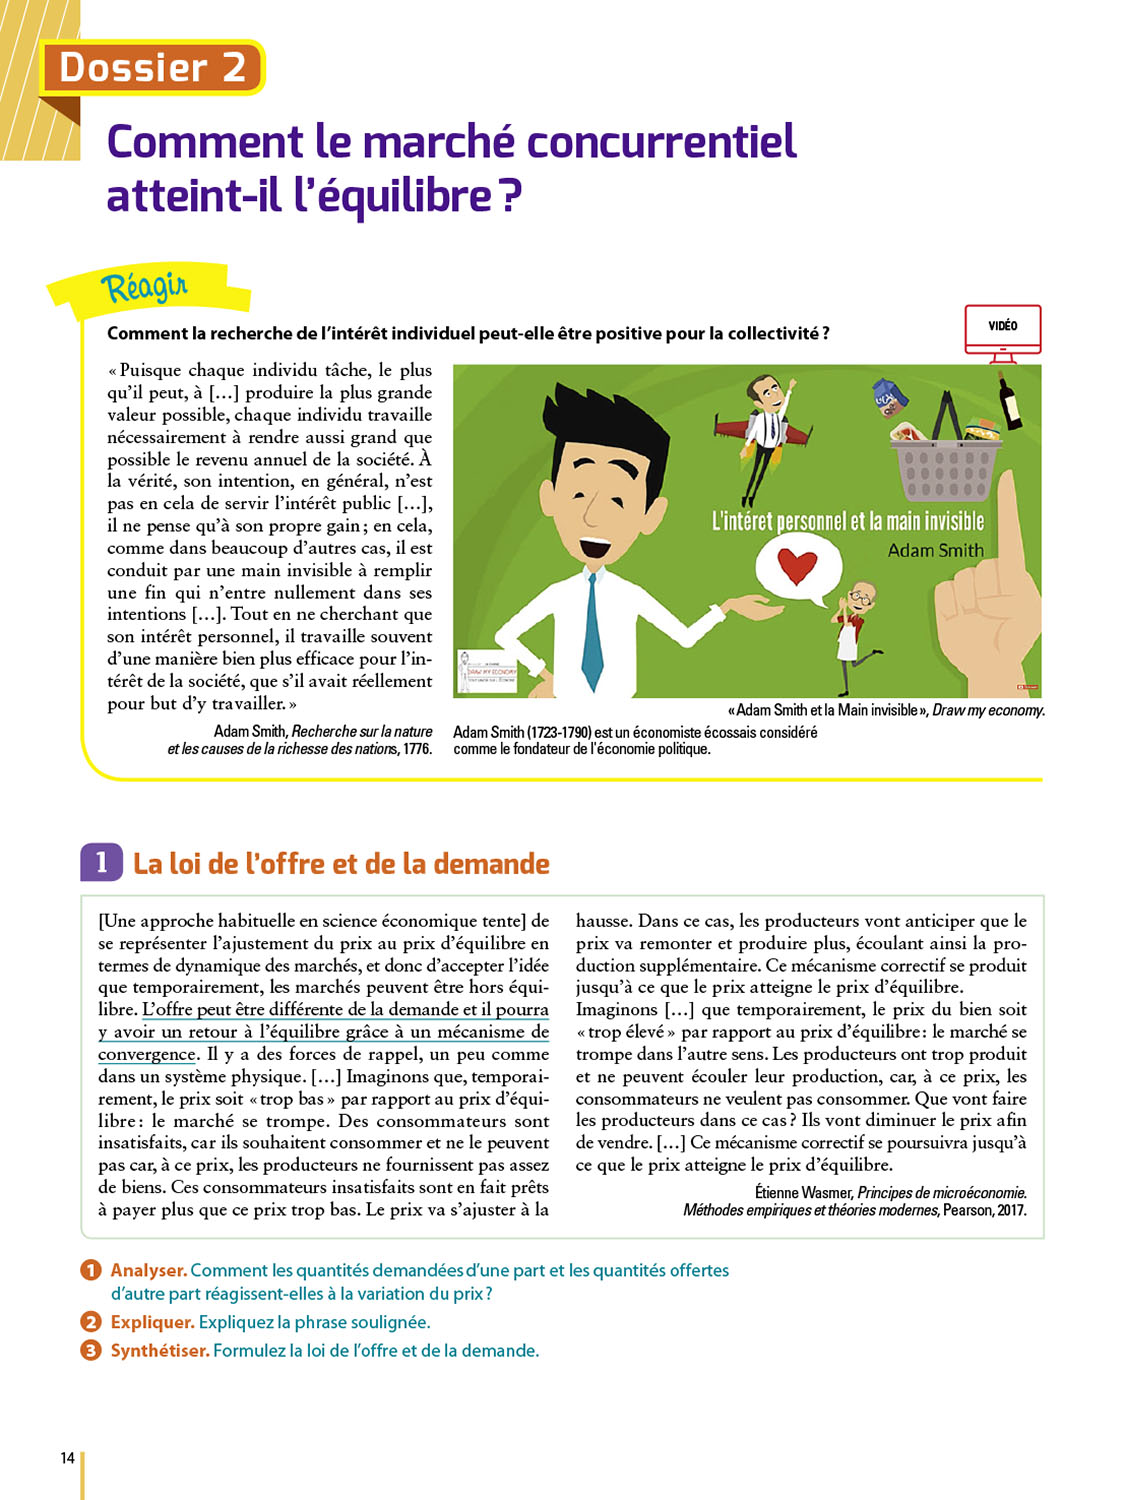 Dossier 2
Comment le marché concurrentiel
atteint-il l'équilibre ?
Réagir
Comment la recherche de l'intérêt individuel peut-elle être positive pour la collectivité ?
VIDÉO
« Puisque chaque individu tâche, le plus
qu'il peut, à […] produire la plus grande
valeur possible, chaque individu travaille
nécessairement à rendre aussi grand que
possible le revenu annuel de la société. À
la vérité, son intention, en général, n'est
pas en cela de servir l'intérêt public […],
il ne pense qu'à son propre gain ; en cela,
comme dans beaucoup d'autres cas, il est
conduit par une main invisible à remplir
une fin qui n'entre nullement dans ses
intentions […]. Tout en ne cherchant que
son intérêt personnel, il travaille souvent
d'une manière bien plus efficace pour l'in-
térêt de la société, que s'il avait réellement
pour but d'y travailler. »
Adam Smith, Recherche sur la nature
et les causes de la richesse des nations, 1776.
L'intéret personnel et la main invisible
Adam Smith
DRAW MY ECONOMY
« Adam Smith et la Main invisible », Draw my economy.
Adam Smith (1723-1790) est un économiste écossais considéré
comme le fondateur de l'économie politique.
1 La loi de l'offre et de la demande
[Une approche habituelle en science économique tente] de
se représenter l'ajustement du prix au prix d'équilibre en
termes de dynamique des marchés, et donc d'accepter l'idée
que temporairement, les marchés peuvent être hors équi-
libre. L'offre peut être différente de la demande et il pourra
y avoir un retour à l'équilibre grâce à un mécanisme de
convergence. Il y a des forces de rappel, un peu comme
dans un système physique. […] Imaginons que, temporai-
rement, le prix soit « trop bas » par rapport au prix d'équi-
libre : le marché se trompe. Des consommateurs sont
insatisfaits, car ils souhaitent consommer et ne le peuvent
pas car, à ce prix, les producteurs ne fournissent pas assez
de biens. Ces consommateurs insatisfaits sont en fait prêts
à payer plus que ce prix trop bas. Le prix va s'ajuster à la
hausse. Dans ce cas, les producteurs vont anticiper que le
prix va remonter et produire plus, écoulant ainsi la pro-
duction supplémentaire. Ce mécanisme correctif se produit
jusqu'à ce que le prix atteigne le prix d'équilibre.
Imaginons […] que temporairement, le prix du bien soit
« trop élevé » par rapport au prix d'équilibre : le marché se
trompe dans l'autre sens. Les producteurs ont trop produit
et ne peuvent écouler leur production, car, à ce prix, les
consommateurs ne veulent pas consommer. Que vont faire
les producteurs dans ce cas ? Ils vont diminuer le prix afin
de vendre. […] Ce mécanisme correctif se poursuivra jusqu'à
ce que le prix atteigne le prix d'équilibre.
Étienne Wasmer, Principes de microéconomie.
Méthodes empiriques et théories modernes, Pearson, 2017.
1 Analyser. Comment les quantités demandées d'une part et les quantités offertes
d'autre part réagissent-elles à la variation du prix ?
2 Expliquer. Expliquez la phrase soulignée.
3 Synthétiser. Formulez la loi de l'offre et de la demande.
14